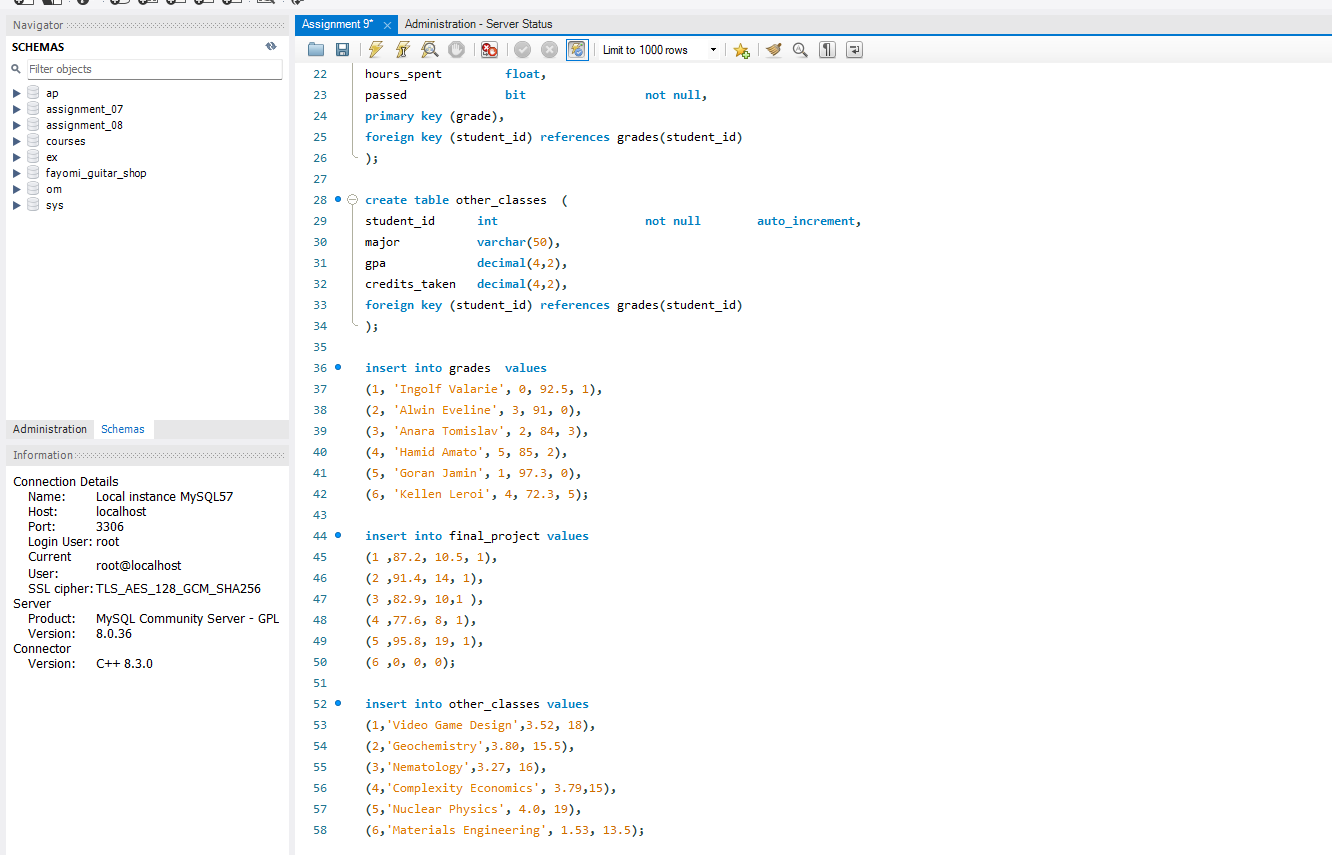 Navigator
SCHEMAS
Filter objects
ap
assignment_07
assignment_08
courses
ex
fayomi_guitar_shop
om
sys
Administration Schemas
Information
Connection Details
Name: Local instance MySQL57
Host: localhost
Port: 3306
Login User: root
Current User: root@localhost
SSL cipher: TLS_AES_128_GCM_SHA256
Server
Product: MySQL Community Server - GPL
Version: 8.0.36
Connector
Version: C++ 8.3.0
Assignment 9* Administration - Server Status
Limit to 1000 rows
22 hours_spent float,
23 passed bit not null,
24 primary key (grade),
25 foreign key (student_id) references grades(student_id)
26 );
27
28 create table other_classes (
29 student_id int not null auto_increment,
30 major varchar(50),
31 gpa decimal(4,2),
32 credits_taken decimal(4,2),
33 foreign key (student_id) references grades(student_id)
34 );
35
36 insert into grades values
37 (1, 'Ingolf Valarie', 0, 92.5, 1),
38 (2, 'Alwin Eveline', 3, 91, 0),
39 (3, 'Anara Tomislav', 2, 84, 3),
40 (4, 'Hamid Amato', 5, 85, 2),
41 (5, 'Goran Jamin', 1, 97.3, 0),
42 (6, 'Kellen Leroi', 4, 72.3, 5);
43
44 insert into final_project values
45 (1 ,87.2, 10.5, 1),
46 (2 ,91.4, 14, 1),
47 (3 ,82.9, 10,1 ),
48 (4 ,77.6, 8, 1),
49 (5 ,95.8, 19, 1),
50 (6 ,0, 0, 0);
51
52 insert into other_classes values
53 (1,'Video Game Design',3.52, 18),
54 (2,'Geochemistry',3.80, 15.5),
55 (3,'Nematology',3.27, 16),
56 (4,'Complexity Economics', 3.79,15),
57 (5,'Nuclear Physics', 4.0, 19),
58 (6,'Materials Engineering', 1.53, 13.5);